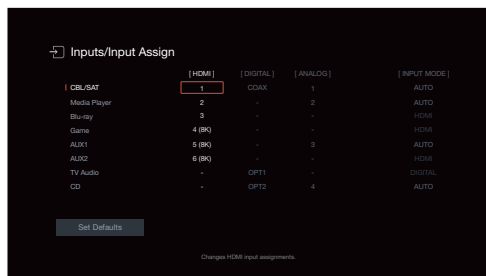 Inputs/Input Assign
[ HDMI ] [ DIGITAL ] [ ANALOG ] [ INPUT MODE ]
CBL/SAT 1 COAX 1 AUTO
Media Player 2 - 2 AUTO
Blu-ray 3 - - HDMI
Game 4 (8K) - - HDMI
AUX1 5 (8K) - 3 AUTO
AUX2 6 (8K) - - HDMI
TV Audio - OPT1 - DIGITAL
CD - OPT2 4 AUTO
Set Defaults
Changes HDMI input assignments.